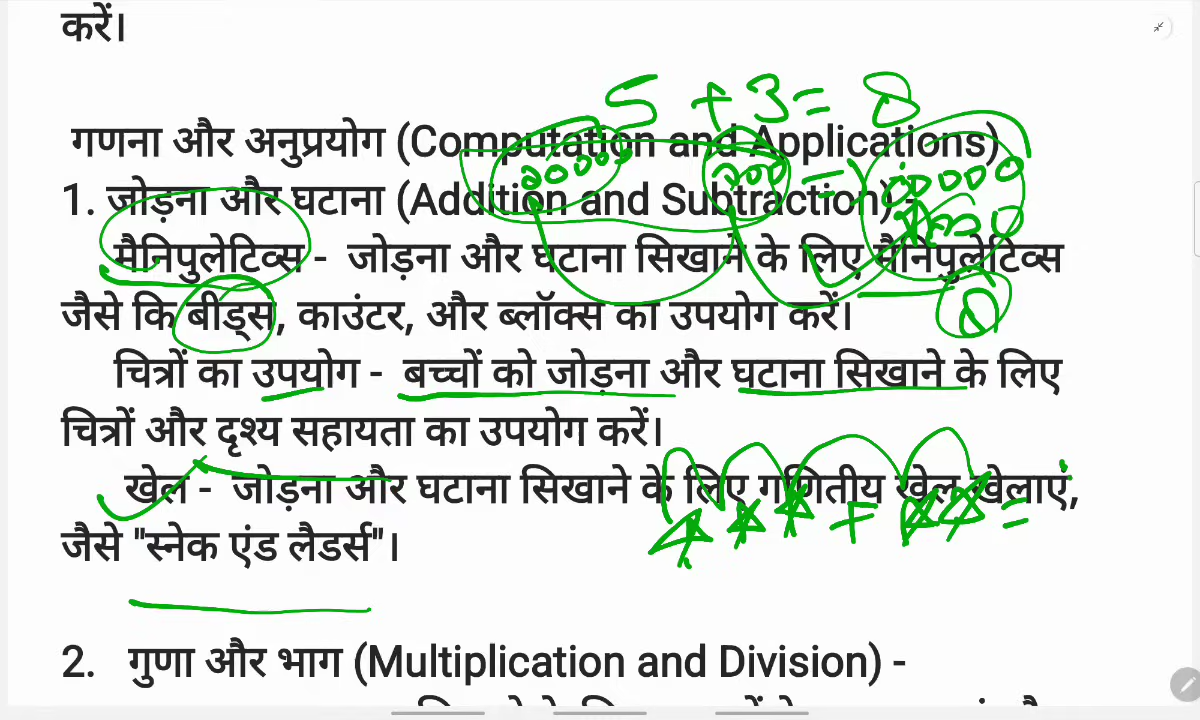 करें।
5 + 3 = 8
गणना और अनुप्रयोग (Computation and Applications)
1. जोड़ना और घटाना (Addition and Subtraction) -
मैनिपुलेटिव्स - जोड़ना और घटाना सिखाने के लिए मैनिपुलेटिव्स
जैसे कि बीड्स, काउंटर, और ब्लॉक्स का उपयोग करें।
8
चित्रों का उपयोग - बच्चों को जोड़ना और घटाना सिखाने के लिए
चित्रों और दृश्य सहायता का उपयोग करें।
खेल - जोड़ना और घटाना सिखाने के लिए गणितीय खेल खेलाएं,
+ =
जैसे "स्नेक एंड लैडर्स"।
2. गुणा और भाग (Multiplication and Division) -